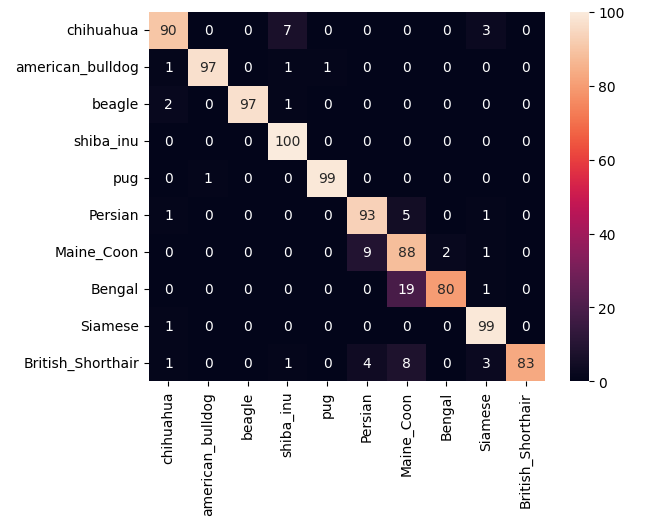 chihuahua 90 0 0 7 0 0 0 0 3 0
american_bulldog 1 97 0 1 1 0 0 0 0 0
beagle 2 0 97 1 0 0 0 0 0 0
shiba_inu 0 0 0 100 0 0 0 0 0 0
pug 0 1 0 0 99 0 0 0 0 0
Persian 1 0 0 0 0 93 5 0 1 0
Maine_Coon 0 0 0 0 0 9 88 2 1 0
Bengal 0 0 0 0 0 0 19 80 1 0
Siamese 1 0 0 0 0 0 0 0 99 0
British_Shorthair 1 0 0 1 0 4 8 0 3 83
chihuahua
american_bulldog
beagle
shiba_inu
pug
Persian
Maine_Coon
Bengal
Siamese
British_Shorthair
100
80
60
40
20
0